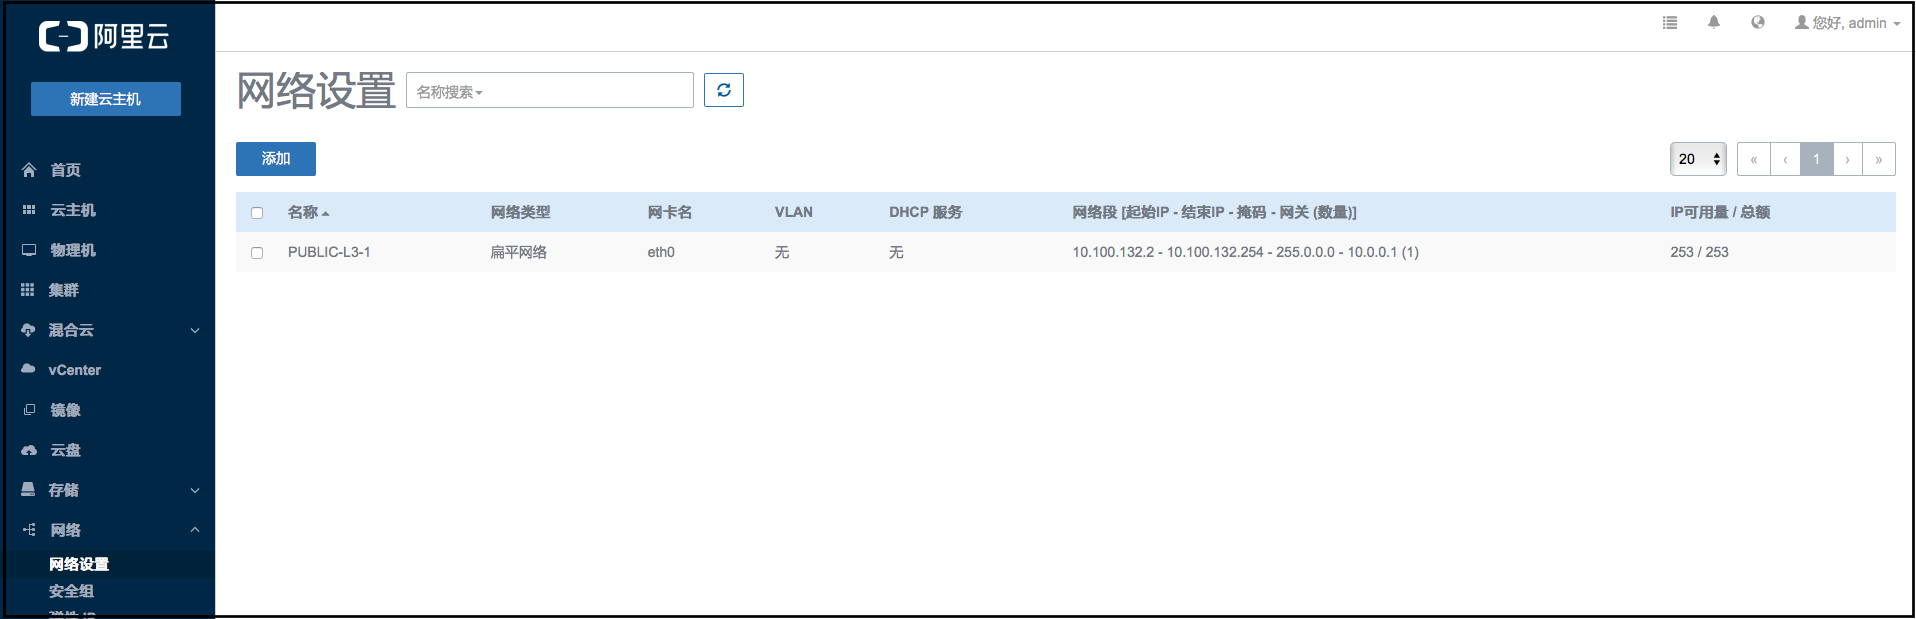 阿里云
新建云主机
首页
云主机
物理机
集群
混合云
vCenter
镜像
云盘
存储
网络
网络设置
安全组
您好, admin
网络设置 名称搜索
添加
20 « ‹ 1 › »
名称 网络类型 网卡名 VLAN DHCP 服务 网络段 [起始IP - 结束IP - 掩码 - 网关 (数量)] IP可用量 / 总额
PUBLIC-L3-1 扁平网络 eth0 无 无 10.100.132.2 - 10.100.132.254 - 255.0.0.0 - 10.0.0.1 (1) 253 / 253